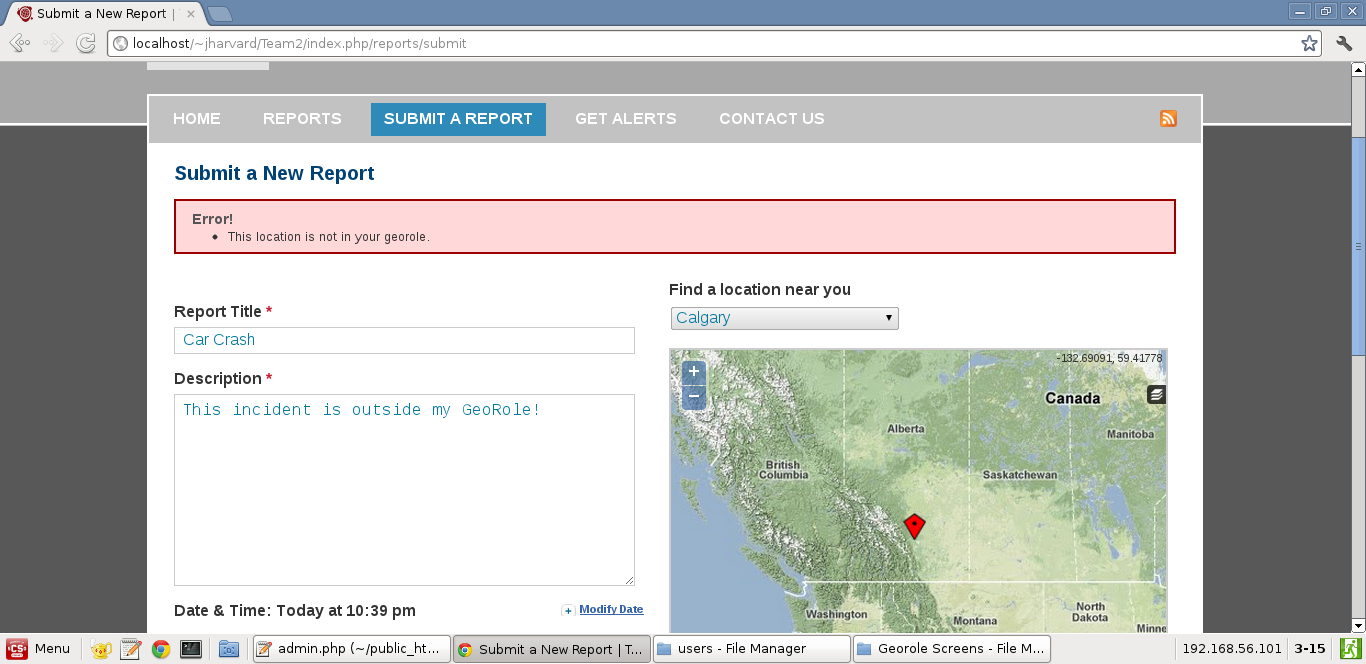 Submit a New Report |
localhost/~jharvard/Team2/index.php/reports/submit
HOME REPORTS SUBMIT A REPORT GET ALERTS CONTACT US
Submit a New Report
Error!
• This location is not in your georole.
Find a location near you
Calgary
Report Title *
Car Crash
Description *
This incident is outside my GeoRole!
Date & Time: Today at 10:39 pm
+ Modify Date
-132.69091, 59.41778
+
−
Canada
Alberta
Manitoba
British
Columbia
Saskatchewan
Washington
Montana
North
Dakota
Minne
CS Menu
admin.php (~/public_ht...
Submit a New Report | T...
users - File Manager
Georole Screens - File M...
192.168.56.101
3-15